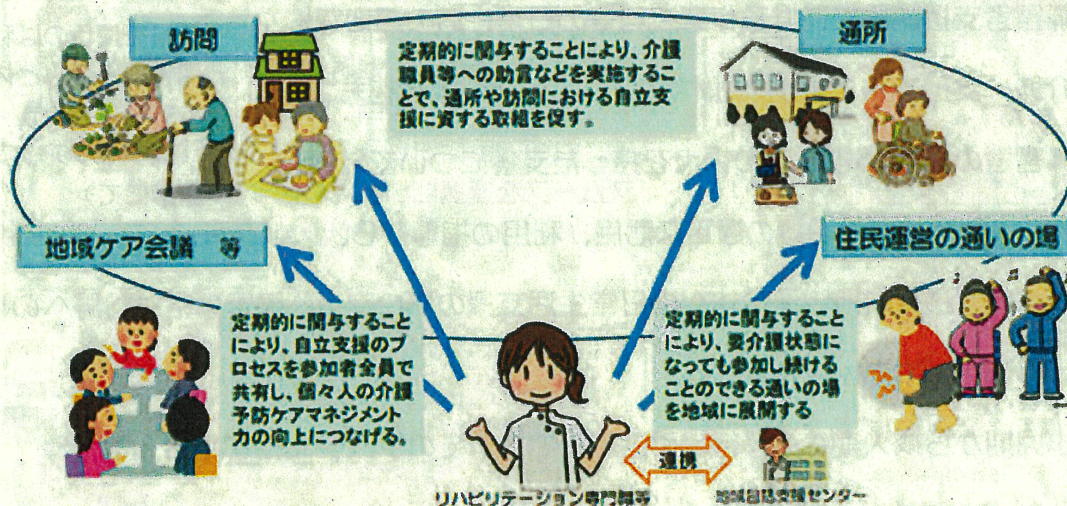 訪問
定期的に関与することにより、介護
職員等への助言などを実施するこ
とで、通所や訪問における自立支
援に資する取組を促す。
通所
地域ケア会議 等
住民運営の通いの場
定期的に関与すること
により、自立支援のプ
ロセスを参加者全員で
共有し、個々人の介護
予防ケアマネジメント
力の向上につなげる。
定期的に関与すること
により、要介護状態に
なっても参加し続ける
ことのできる通いの場
を地域に展開する
連携
リハビリテーション専門職等
地域包括支援センター